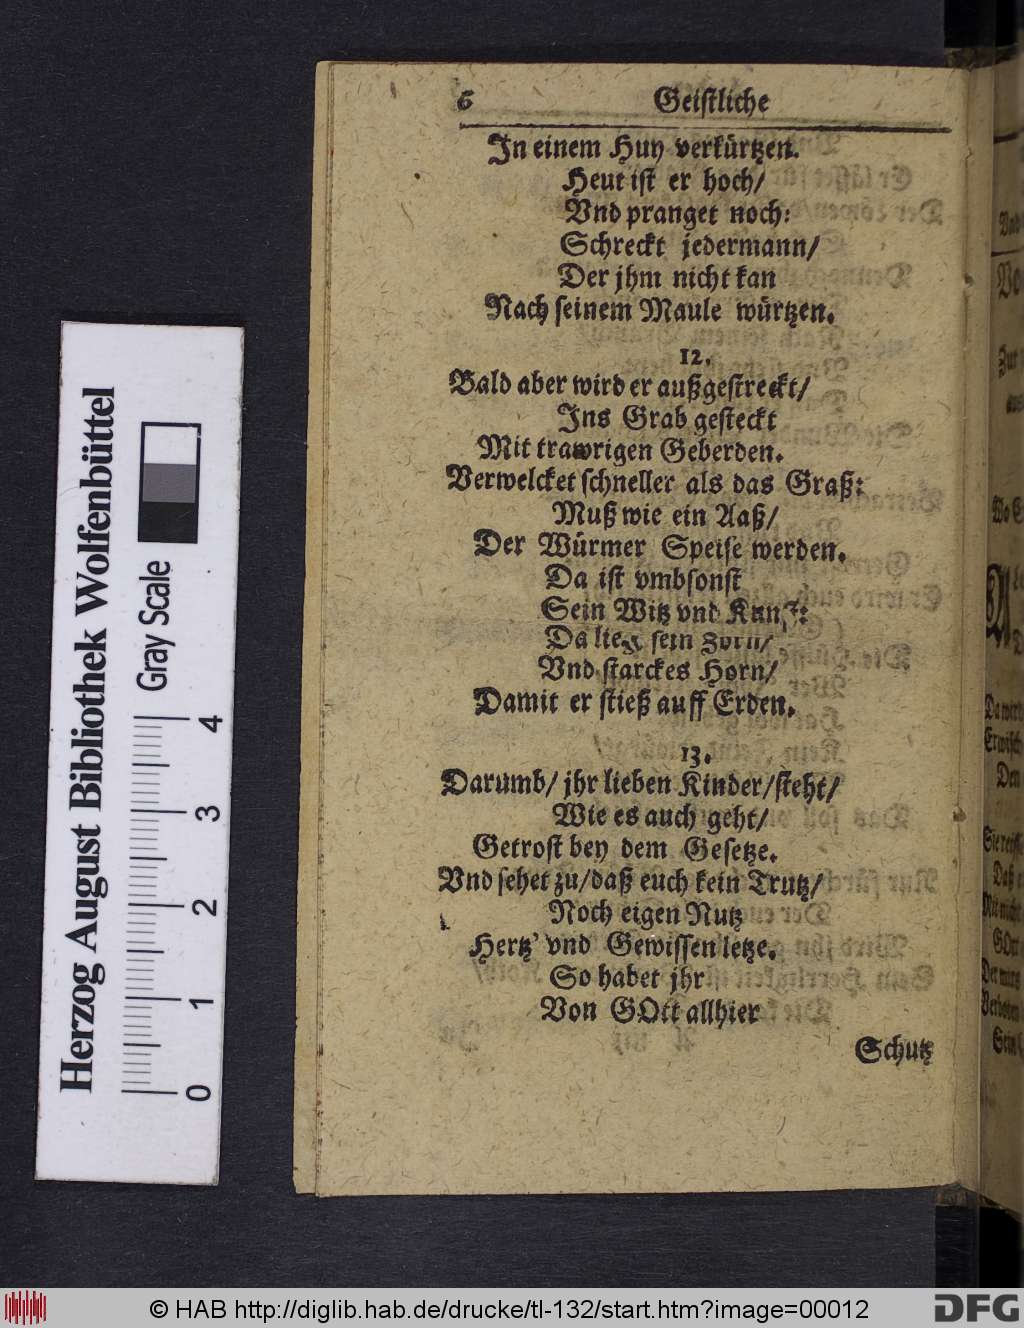 6 Geistliche
In einem Huy verkürtzen.
Heut ist er hoch/
Vnd pranget noch:
Schreckt jedermann/
Der jhm nicht kan
Nach seinem Maule würtzen.
12.
Bald aber wird er außgestreckt/
Ins Grab gesteckt
Mit trawrigen Geberden.
Verwelcket schneller als das Graß:
Muß wie ein Aaß/
Der Würmer Speise werden.
Da ist vmbsonst
Sein Witz vnd Kunst:
Da lieg sein Zorn/
Vnd starckes Horn/
Damit er stieß auff Erden.
13.
Darumb/ jhr lieben Kinder/steht/
Wie es auch geht/
Getrost bey dem Gesetze.
Vnd sehet zu/daß euch kein Trutz/
Noch eigen Nutz
Hertz' vnd Gewissen letze.
So habet jhr
Von GOtt allhier
Schutz
Herzog August Bibliothek Wolfenbüttel
Gray Scale
0 1 2 3 4
© HAB http://diglib.hab.de/drucke/tl-132/start.htm?image=00012
DFG